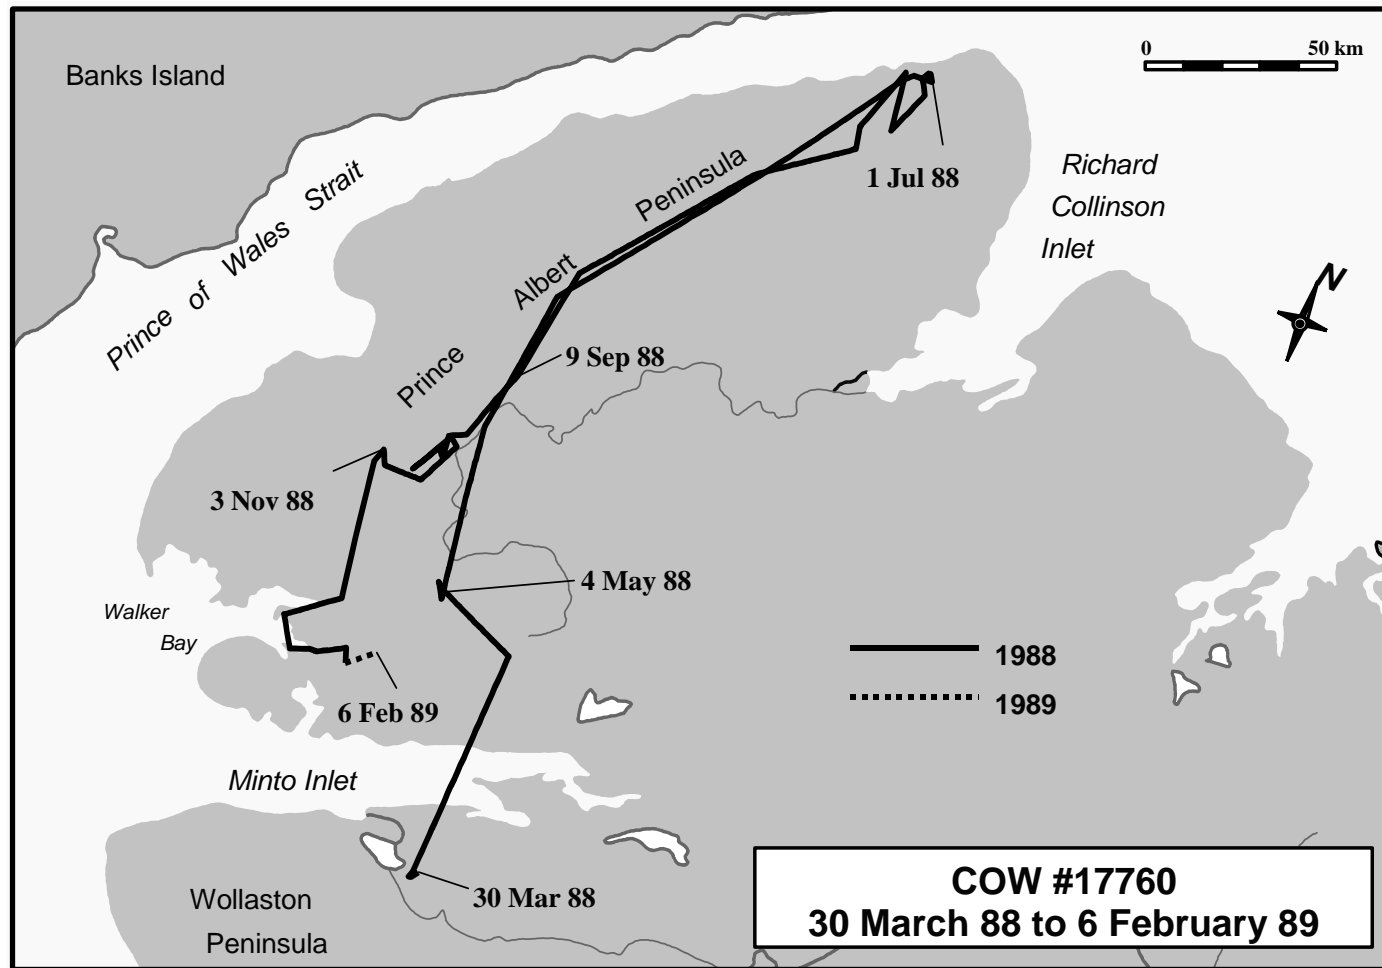 Banks Island
0 50 km
Richard
Collinson
Inlet
Prince of Wales Strait
Peninsula
Albert
Prince
1 Jul 88
N
9 Sep 88
3 Nov 88
4 May 88
Walker
Bay
6 Feb 89
1988
1989
Minto Inlet
30 Mar 88
Wollaston
Peninsula
COW #17760
30 March 88 to 6 February 89